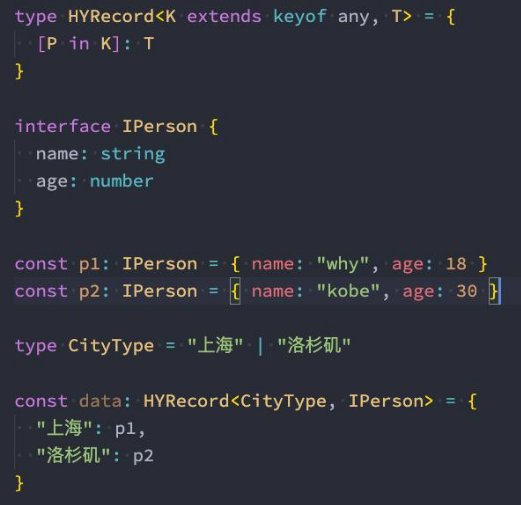 type HYRecord<K extends keyof any, T> = {
  [P in K]: T
}
interface IPerson {
  name: string
  age: number
}
const p1: IPerson = { name: "why", age: 18 }
const p2: IPerson = { name: "kobe", age: 30 }
type CityType = "上海" | "洛杉矶"
const data: HYRecord<CityType, IPerson> = {
  "上海": p1,
  "洛杉矶": p2
}